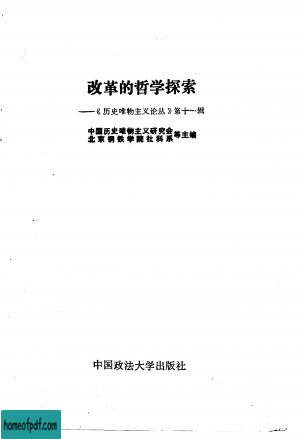 改革的哲学探索
——《历史唯物主义论丛》第十一辑
中国历史唯物主义研究会
北京钢铁学院社科系
等主编
中国政法大学出版社
homeofpdf.com